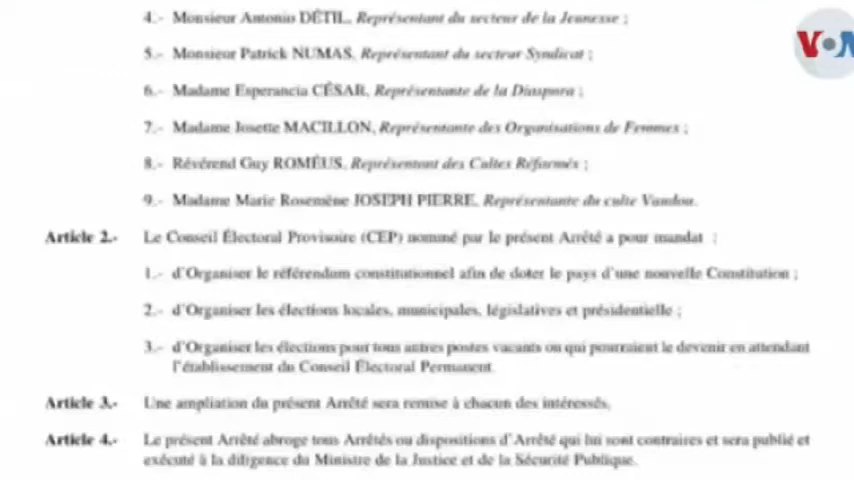 4.- Monsieur Antonio DÉTIL, Représentant du secteur de la Jeunesse ;
5.- Monsieur Patrick NUMAS, Représentant du secteur Syndicat ;
6.- Madame Esperancia CÉSAR, Représentante de la Diaspora ;
7.- Madame Josette MACILLON, Représentante des Organisations de Femmes ;
8.- Révérend Guy ROMÉUS, Représentant des Cultes Réformés ;
9.- Madame Marie Rosemène JOSEPH PIERRE, Représentante du culte Vaudou.
Article 2.- Le Conseil Électoral Provisoire (CEP) nommé par le présent Arrêté a pour mandat :
1.- d'Organiser le référendum constitutionnel afin de doter le pays d'une nouvelle Constitution ;
2.- d'Organiser les élections locales, municipales, législatives et présidentielle ;
3.- d'Organiser les élections pour tous autres postes vacants ou qui pourraient le devenir en attendant
l'établissement du Conseil Électoral Permanent.
Article 3.- Une ampliation du présent Arrêté sera remise à chacun des intéressés.
Article 4.- Le présent Arrêté abroge tous Arrêtés ou dispositions d'Arrêté qui lui sont contraires et sera publié et
exécuté à la diligence du Ministre de la Justice et de la Sécurité Publique.
VOA